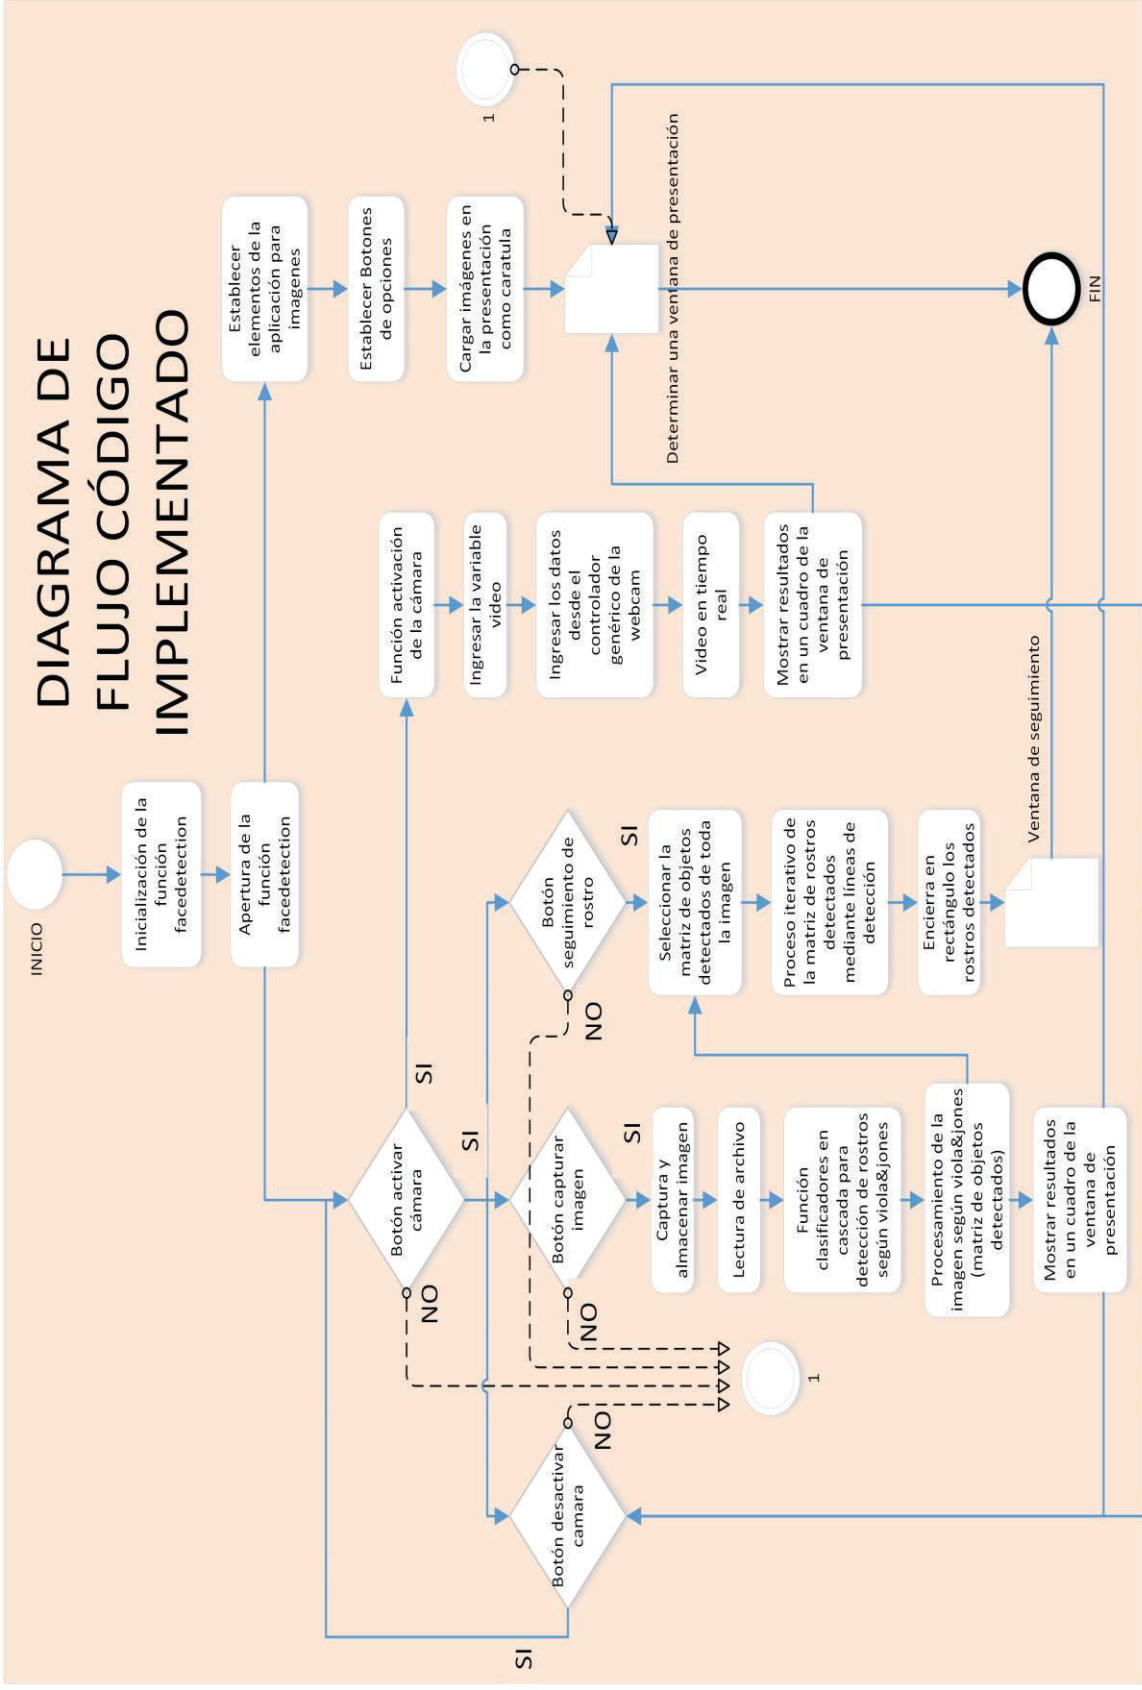 DIAGRAMA DE
FLUJO CÓDIGO
IMPLEMENTADO
INICIO
Inicialización de la
función
facedetection
Apertura de la
función
facedetection
Establecer
elementos de la
aplicación para
imagenes
Establecer Botones
de opciones
Cargar imágenes en
la presentación
como caratula
1
Determinar una ventana de presentación
FIN
Botón activar
cámara
SI
NO
SI
Función activación
de la cámara
Ingresar la variable
video
Ingresar los datos
desde el
controlador
genérico de la
webcam
Video en tiempo
real
Mostrar resultados
en un cuadro de la
ventana de
presentación
Botón desactivar
camara
SI
NO
Botón capturar
imagen
NO
SI
Botón
seguimiento de
rostro
NO
SI
1
Captura y
almacenar imagen
Lectura de archivo
Función
clasificadores en
cascada para
detección de rostros
según viola&jones
Procesamiento de la
imagen según viola&jones
(matriz de objetos
detectados)
Mostrar resultados
en un cuadro de la
ventana de
presentación
Seleccionar la
matriz de objetos
detectados de toda
la imagen
Proceso iterativo de
la matriz de rostros
detectados
mediante líneas de
detección
Encierra en
rectángulo los
rostros detectados
Ventana de seguimiento